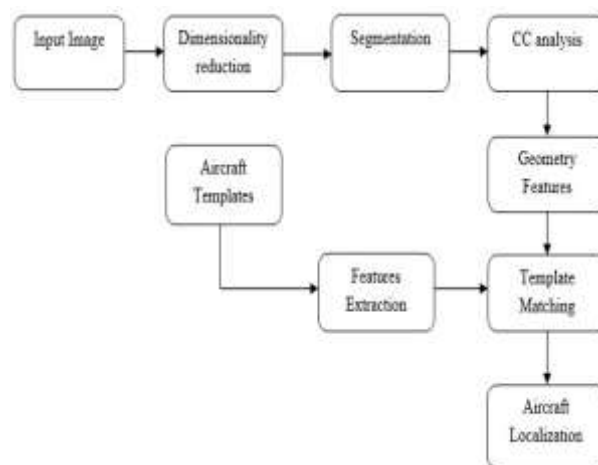 Input Image
Dimensionality
reduction
Segmentation
CC analysis
Aircraft
Templates
Geometry
Features
Features
Extraction
Template
Matching
Aircraft
Localization